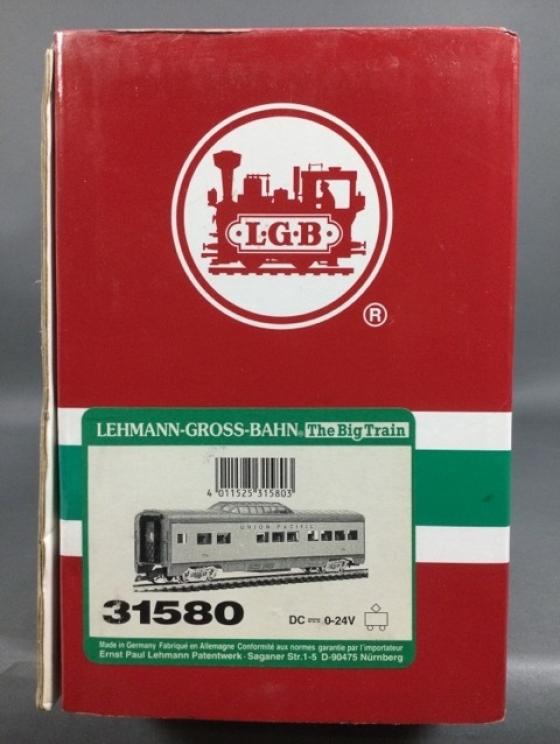 L·G·B
®
LEHMANN-GROSS-BAHN® The Big Train
4 011525 315803
UNION PACIFIC
31580
DC 0-24V
Made in Germany Fabriqué en Allemagne Conformité aux normes garantie par l'importateur
Ernst Paul Lehmann Patentwerk · Saganer Str.1-5 D-90475 Nürnberg